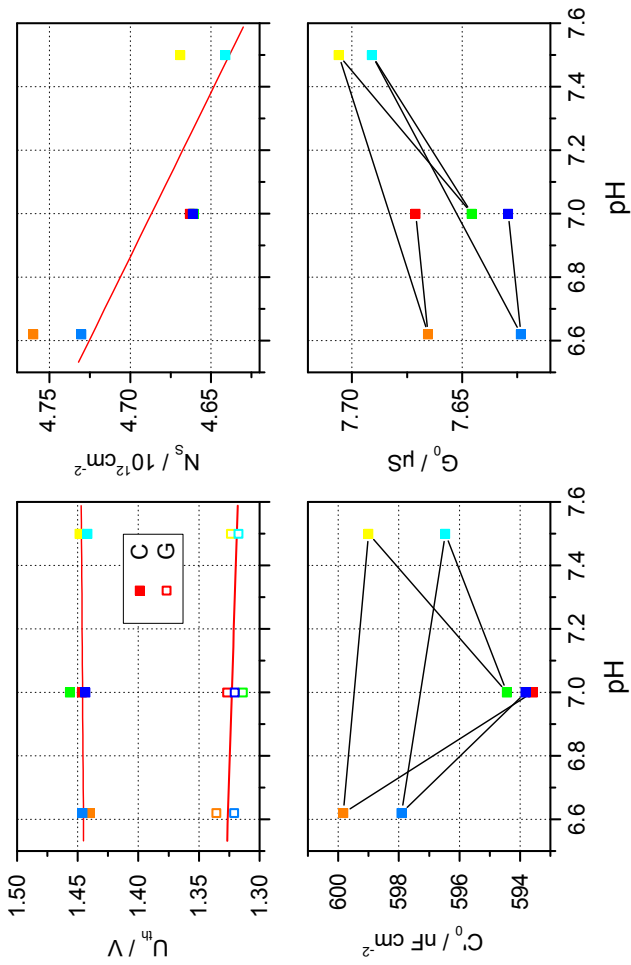 U_th / V
1.50
1.45
1.40
1.35
1.30
C
G
N_S / 10^12 cm^-2
4.75
4.70
4.65
C'_0 / nF cm^-2
600
598
596
594
6.6 6.8 7.0 7.2 7.4 7.6
pH
G_0 / µS
7.70
7.65
6.6 6.8 7.0 7.2 7.4 7.6
pH